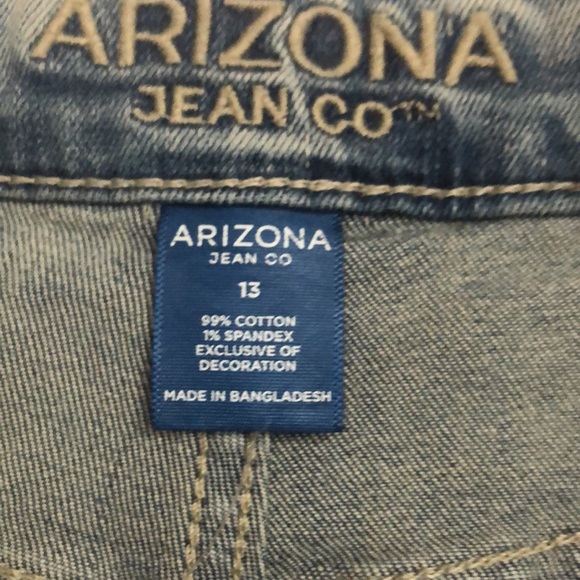 ARIZONA
JEAN CO™
ARIZONA
JEAN CO
13
99% COTTON
1% SPANDEX
EXCLUSIVE OF
DECORATION
MADE IN BANGLADESH